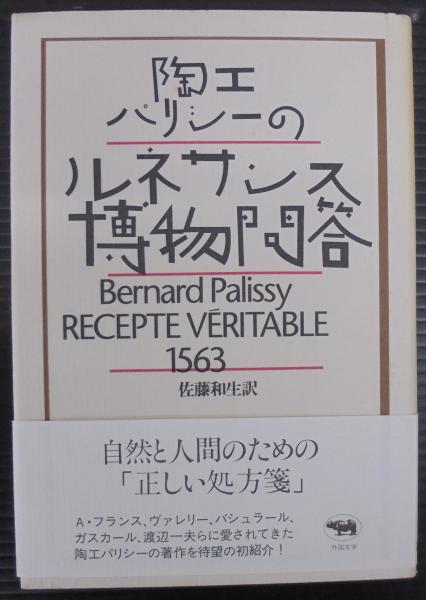 陶工
パリシーの
ルネサンス
博物問答
Bernard Palissy
RECEPTE VÉRITABLE
1563
佐藤和生訳
自然と人間のための
「正しい処方箋」
A・フランス、ヴァレリー、バシュラール、
ガスカール、渡辺一夫らに愛されてきた
陶工パリシーの著作を待望の初紹介!
外国文学